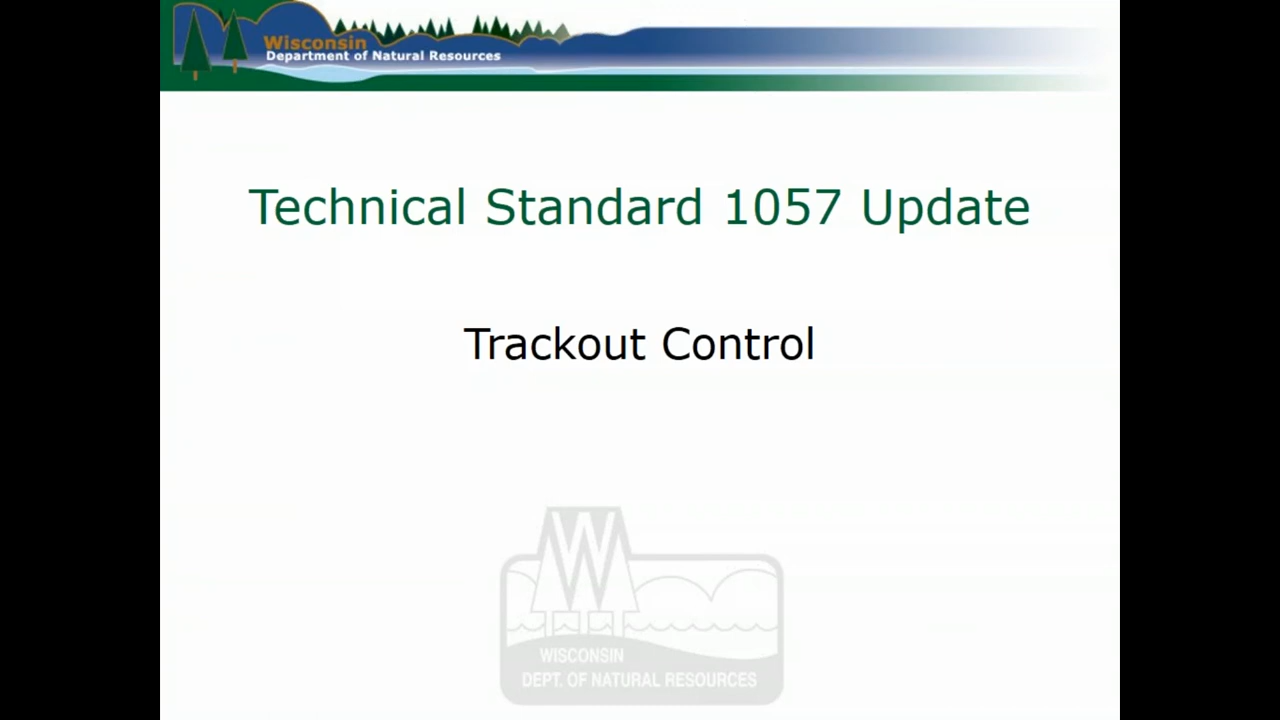 Wisconsin
Department of Natural Resources
Technical Standard 1057 Update
Trackout Control
W
WISCONSIN
DEPT. OF NATURAL RESOURCES